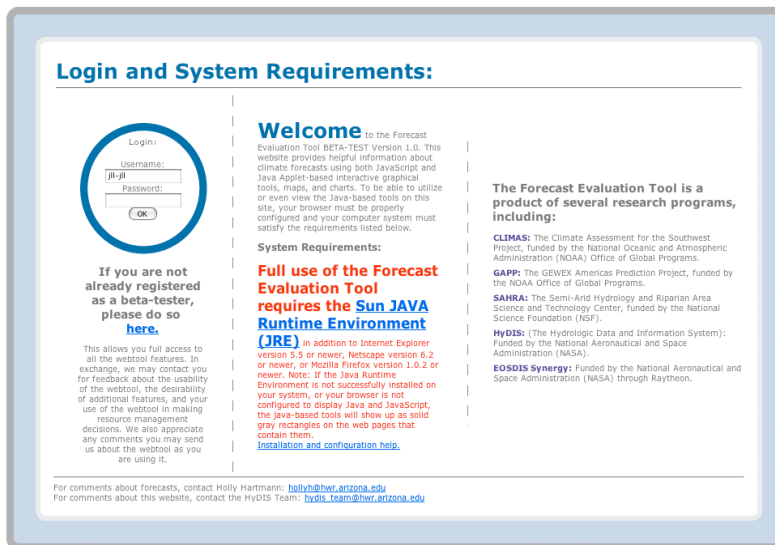 Login and System Requirements:
Login:
Username:
jll-jll
Password:
OK
If you are not
already registered
as a beta-tester,
please do so
here.
This allows you full access to
all the webtool features. In
exchange, we may contact you
for feedback about the usability
of the webtool, the desirability
of additional features, and your
use of the webtool in making
resource management
decisions. We also appreciate
any comments you may send
us about the webtool as you
are using it.
Welcome to the Forecast
Evaluation Tool BETA-TEST Version 1.0. This
website provides helpful information about
climate forecasts using both JavaScript and
Java Applet-based interactive graphical
tools, maps, and charts. To be able to utilize
or even view the Java-based tools on this
site, your browser must be properly
configured and your computer system must
satisfy the requirements listed below.
System Requirements:
Full use of the Forecast
Evaluation Tool
requires the Sun JAVA
Runtime Environment
(JRE) in addition to Internet Explorer
version 5.5 or newer, Netscape version 6.2
or newer, or Mozilla Firefox version 1.0.2 or
newer. Note: If the Java Runtime
Environment is not successfully installed on
your system, or your browser is not
configured to display Java and JavaScript,
the java-based tools will show up as solid
gray rectangles on the web pages that
contain them.
Installation and configuration help.
The Forecast Evaluation Tool is a
product of several research programs,
including:
CLIMAS: The Climate Assessment for the Southwest
Project, funded by the National Oceanic and Atmospheric
Administration (NOAA) Office of Global Programs.
GAPP: The GEWEX Americas Prediction Project, funded by
the NOAA Office of Global Programs.
SAHRA: The Semi-Arid Hydrology and Riparian Area
Science and Technology Center, funded by the National
Science Foundation (NSF).
HyDIS: (The Hydrologic Data and Information System):
Funded by the National Aeronautical and Space
Administration (NASA).
EOSDIS Synergy: Funded by the National Aeronautical and
Space Administration (NASA) through Raytheon.
For comments about forecasts, contact Holly Hartmann: hollyh@hwr.arizona.edu
For comments about this website, contact the HyDIS Team: hydis_team@hwr.arizona.edu